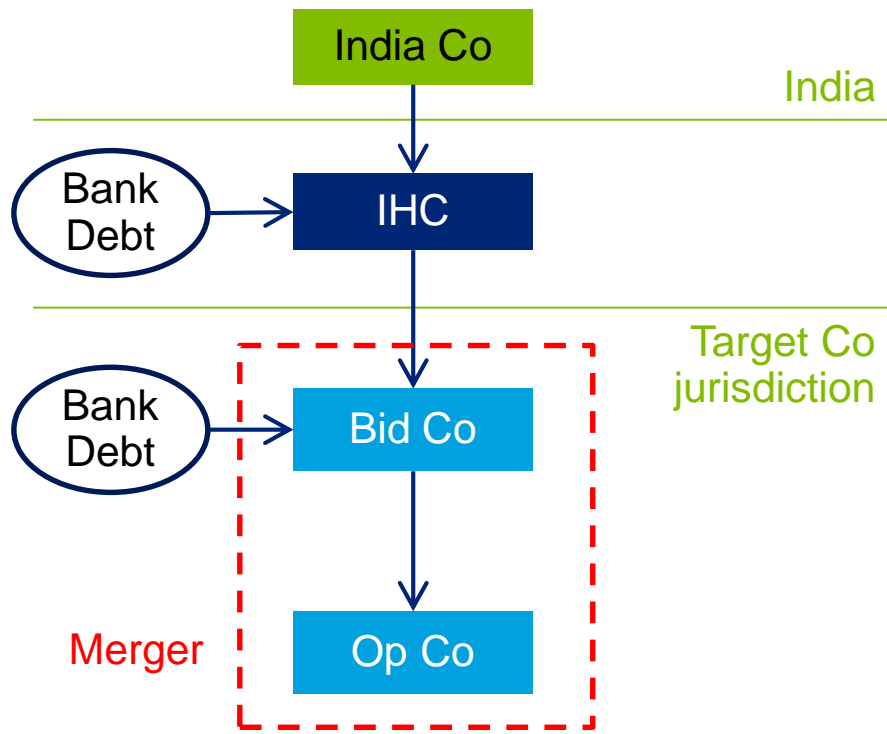 India Co
India
Bank
Debt
IHC
Target Co
jurisdiction
Bank
Debt
Bid Co
Merger
Op Co